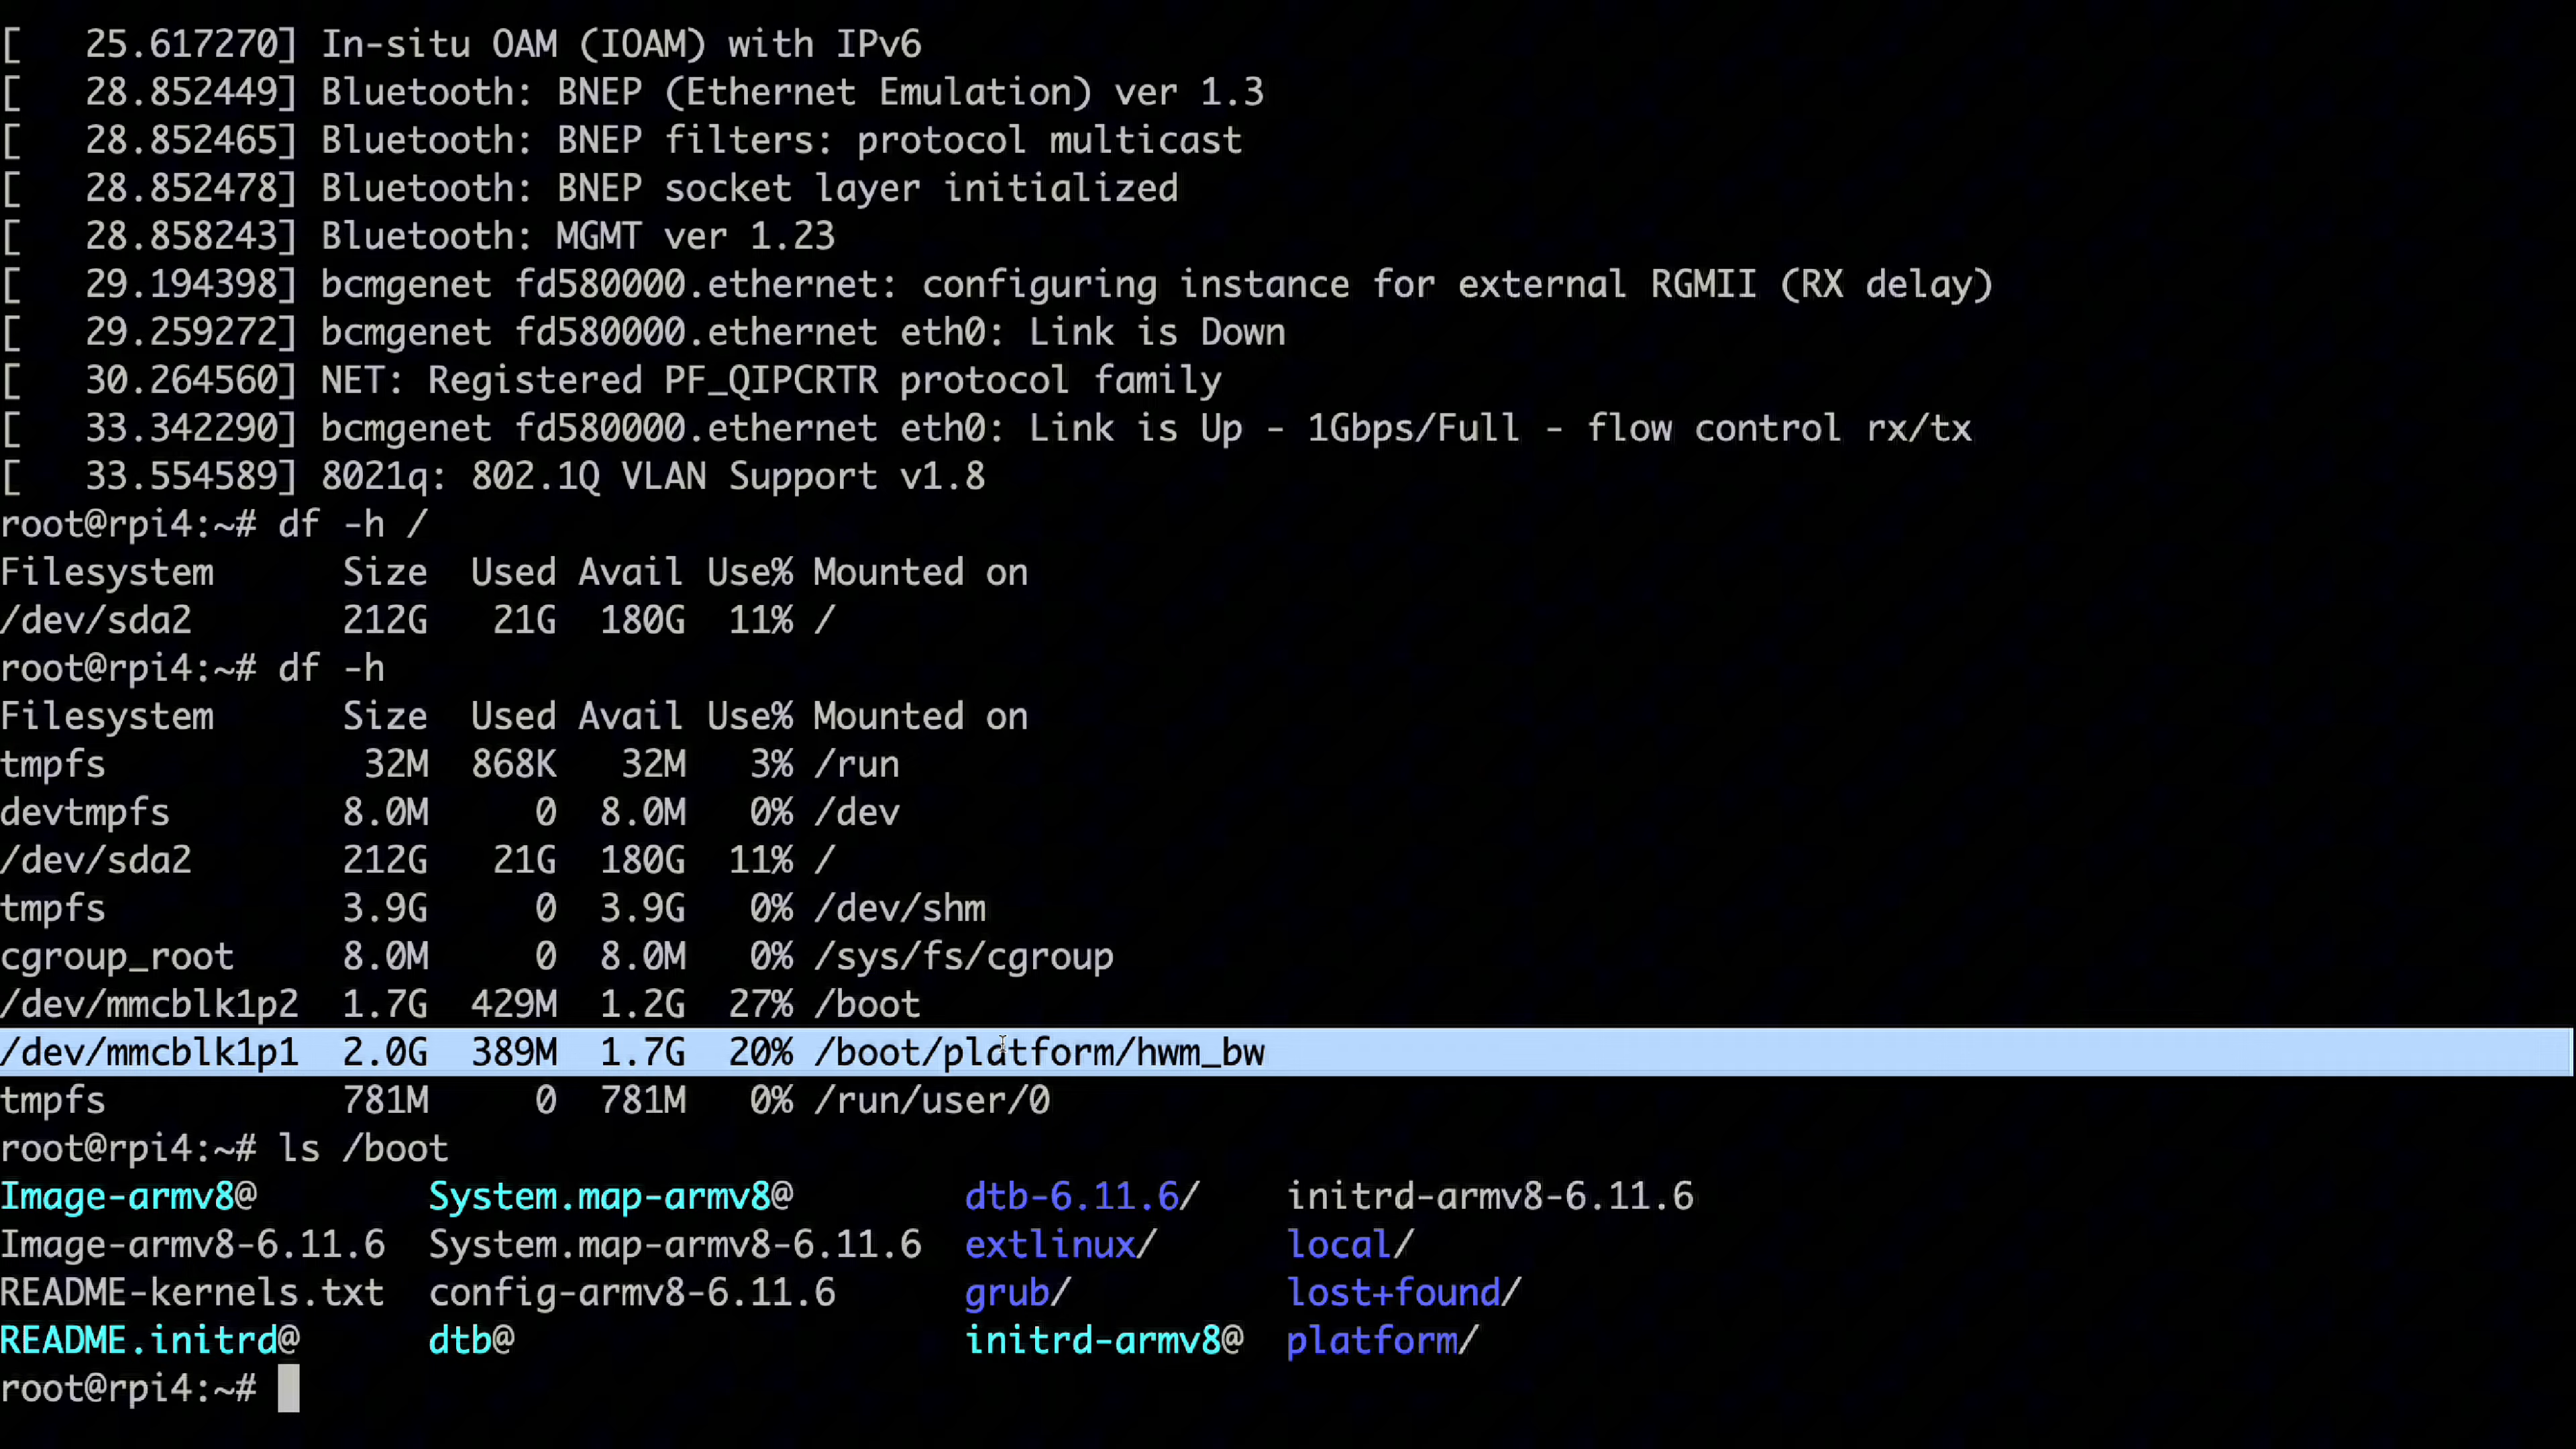 [   25.617270] In-situ OAM (IOAM) with IPv6
[   28.852449] Bluetooth: BNEP (Ethernet Emulation) ver 1.3
[   28.852465] Bluetooth: BNEP filters: protocol multicast
[   28.852478] Bluetooth: BNEP socket layer initialized
[   28.858243] Bluetooth: MGMT ver 1.23
[   29.194398] bcmgenet fd580000.ethernet: configuring instance for external RGMII (RX delay)
[   29.259272] bcmgenet fd580000.ethernet eth0: Link is Down
[   30.264560] NET: Registered PF_QIPCRTR protocol family
[   33.342290] bcmgenet fd580000.ethernet eth0: Link is Up - 1Gbps/Full - flow control rx/tx
[   33.554589] 8021q: 802.1Q VLAN Support v1.8
root@rpi4:~# df -h /
Filesystem      Size  Used Avail Use% Mounted on
/dev/sda2       212G   21G  180G  11% /
root@rpi4:~# df -h
Filesystem      Size  Used Avail Use% Mounted on
tmpfs            32M  868K   32M   3% /run
devtmpfs        8.0M     0  8.0M   0% /dev
/dev/sda2       212G   21G  180G  11% /
tmpfs           3.9G     0  3.9G   0% /dev/shm
cgroup_root     8.0M     0  8.0M   0% /sys/fs/cgroup
/dev/mmcblk1p2  1.7G  429M  1.2G  27% /boot
/dev/mmcblk1p1  2.0G  389M  1.7G  20% /boot/platform/hwm_bw
tmpfs           781M     0  781M   0% /run/user/0
root@rpi4:~# ls /boot
Image-armv8@        System.map-armv8@        dtb-6.11.6/    initrd-armv8-6.11.6
Image-armv8-6.11.6  System.map-armv8-6.11.6  extlinux/      local/
README-kernels.txt  config-armv8-6.11.6      grub/          lost+found/
README.initrd@      dtb@                     initrd-armv8@  platform/
root@rpi4:~#